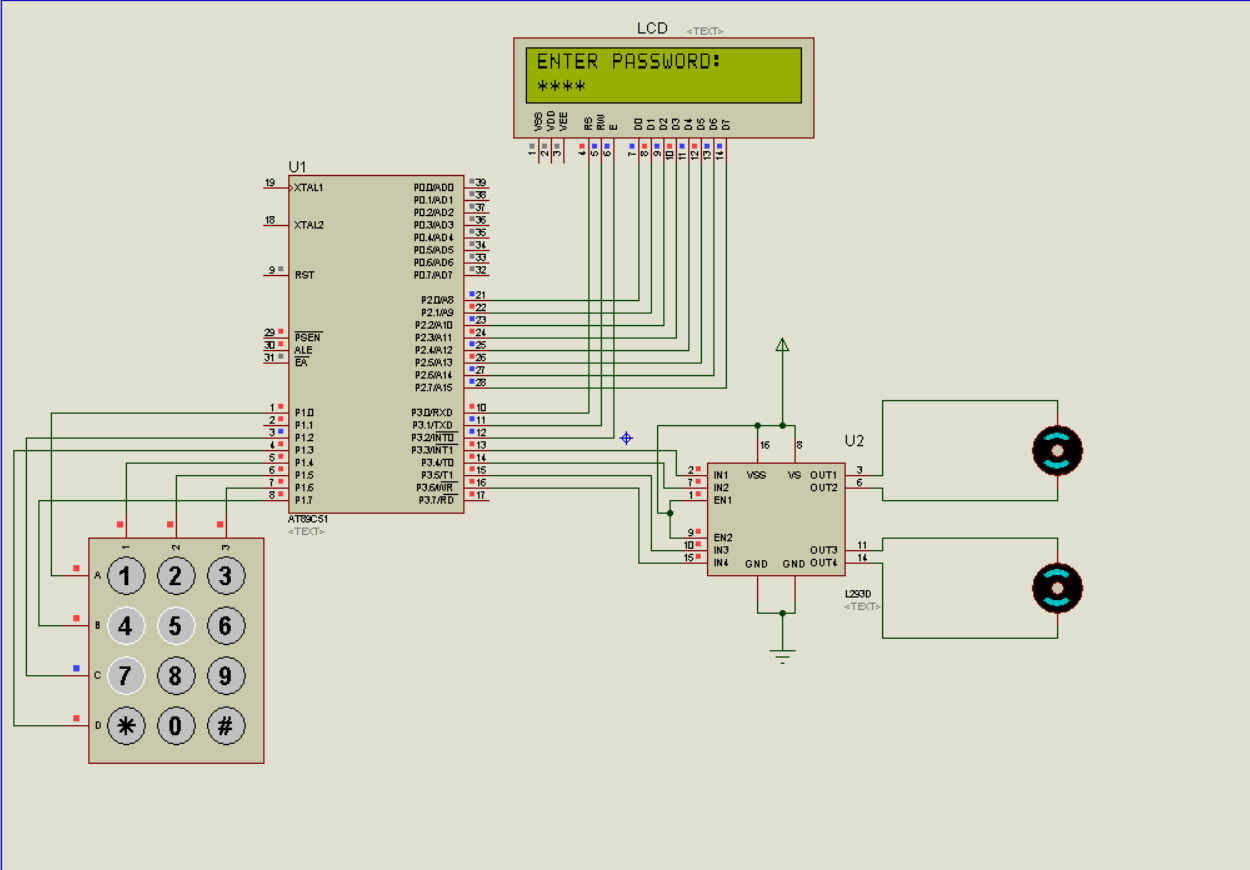 LCD <TEXT>
ENTER PASSWORD:
****
VSS VDD VEE RS RW E D0 D1 D2 D3 D4 D5 D6 D7
1 2 3 4 5 6 7 8 9 10 11 12 13 14
U1
19 XTAL1 P0.0/AD0 39
P0.1/AD1 38
P0.2/AD2 37
18 XTAL2 P0.3/AD3 36
P0.4/AD4 35
P0.5/AD5 34
P0.6/AD6 33
9 RST P0.7/AD7 32
P2.0/A8 21
P2.1/A9 22
P2.2/A10 23
29 PSEN P2.3/A11 24
30 ALE P2.4/A12 25
31 EA P2.5/A13 26
P2.6/A14 27
P2.7/A15 28
1 P1.0 P3.0/RXD 10
2 P1.1 P3.1/TXD 11
3 P1.2 P3.2/INT0 12
4 P1.3 P3.3/INT1 13
5 P1.4 P3.4/T0 14
6 P1.5 P3.5/T1 15
7 P1.6 P3.6/WR 16
8 P1.7 P3.7/RD 17
AT89C51
<TEXT>
U2
16 8
2 IN1 VSS VS OUT1 3
7 IN2 OUT2 6
1 EN1
9 EN2
10 IN3 OUT3 11
15 IN4 GND GND OUT4 14
L293D
<TEXT>
1 2 3
A 1 2 3
B 4 5 6
C 7 8 9
D * 0 #